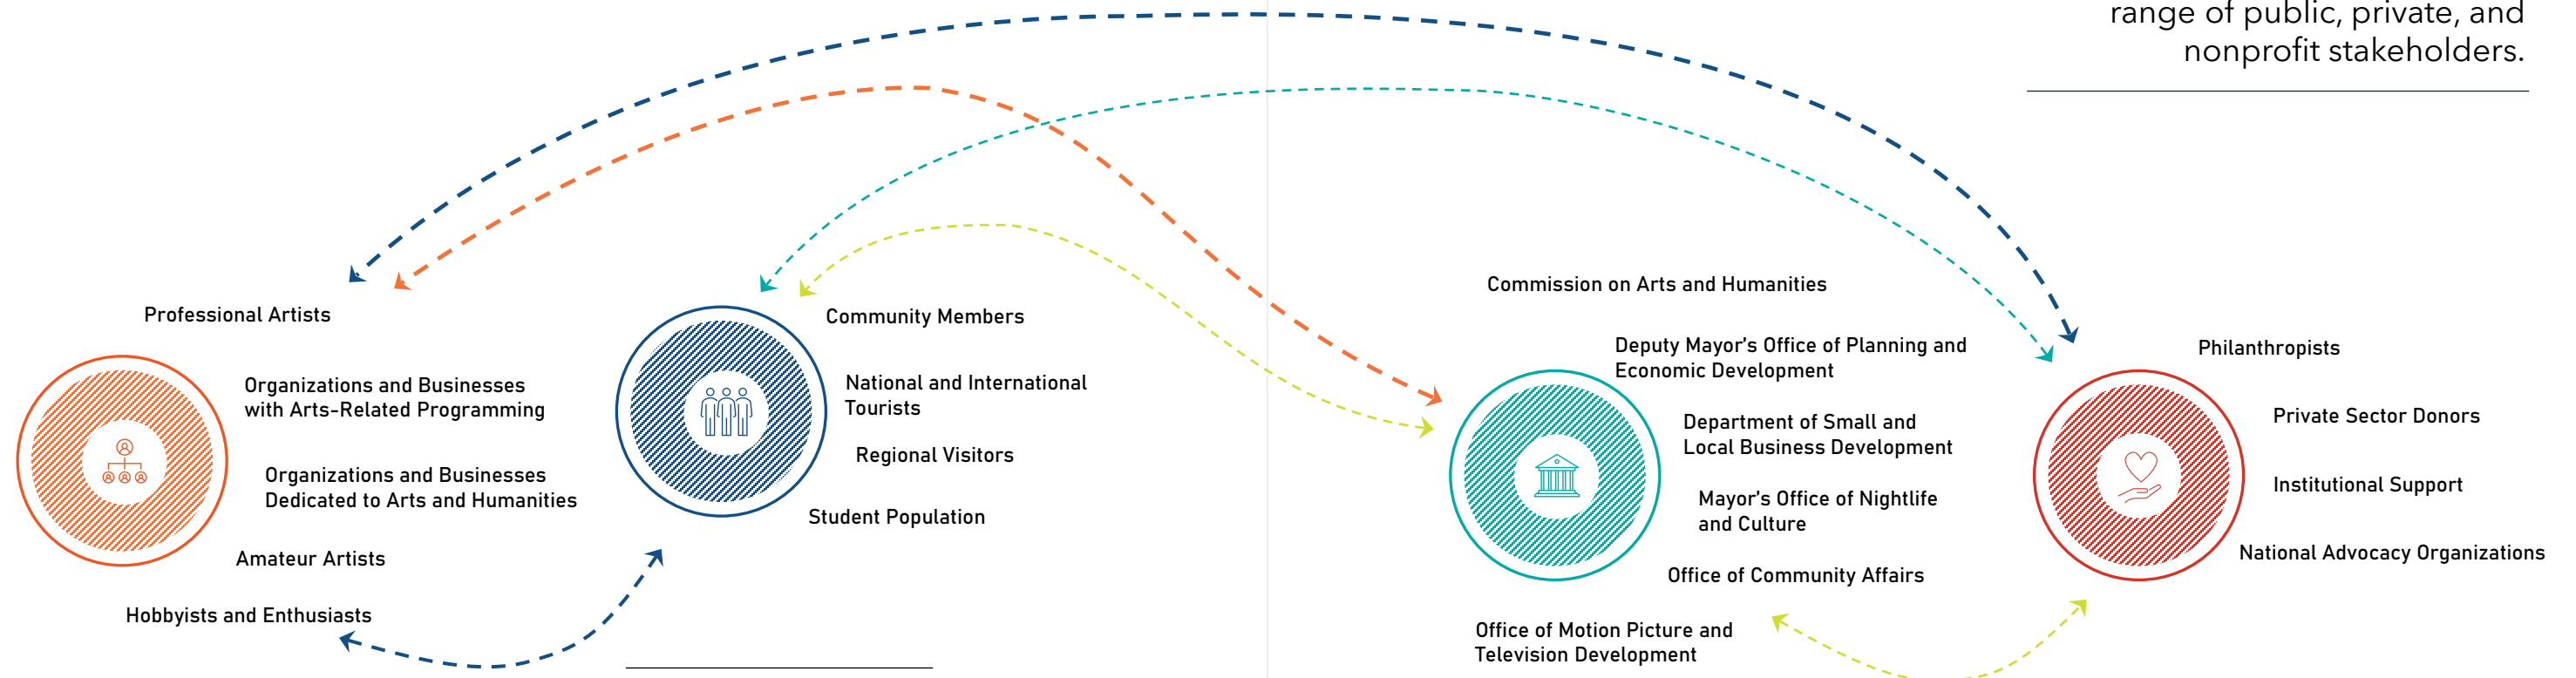 range of public, private, and
nonprofit stakeholders.
Professional Artists
Organizations and Businesses
with Arts-Related Programming
Organizations and Businesses
Dedicated to Arts and Humanities
Amateur Artists
Hobbyists and Enthusiasts
Community Members
National and International
Tourists
Regional Visitors
Student Population
Commission on Arts and Humanities
Deputy Mayor’s Office of Planning and
Economic Development
Department of Small and
Local Business Development
Mayor’s Office of Nightlife
and Culture
Office of Community Affairs
Office of Motion Picture and
Television Development
Philanthropists
Private Sector Donors
Institutional Support
National Advocacy Organizations